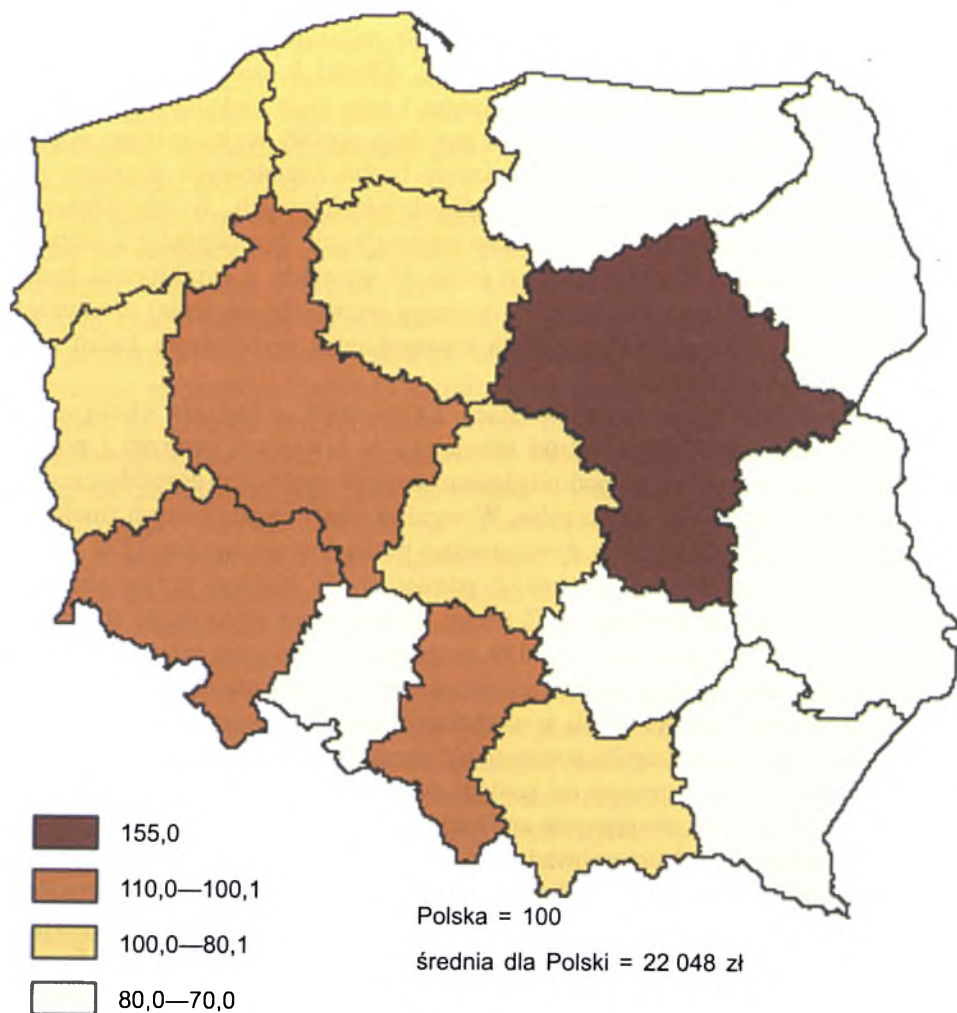 155,0
110,0—100,1
100,0—80,1
80,0—70,0
Polska = 100
średnia dla Polski = 22 048 zł